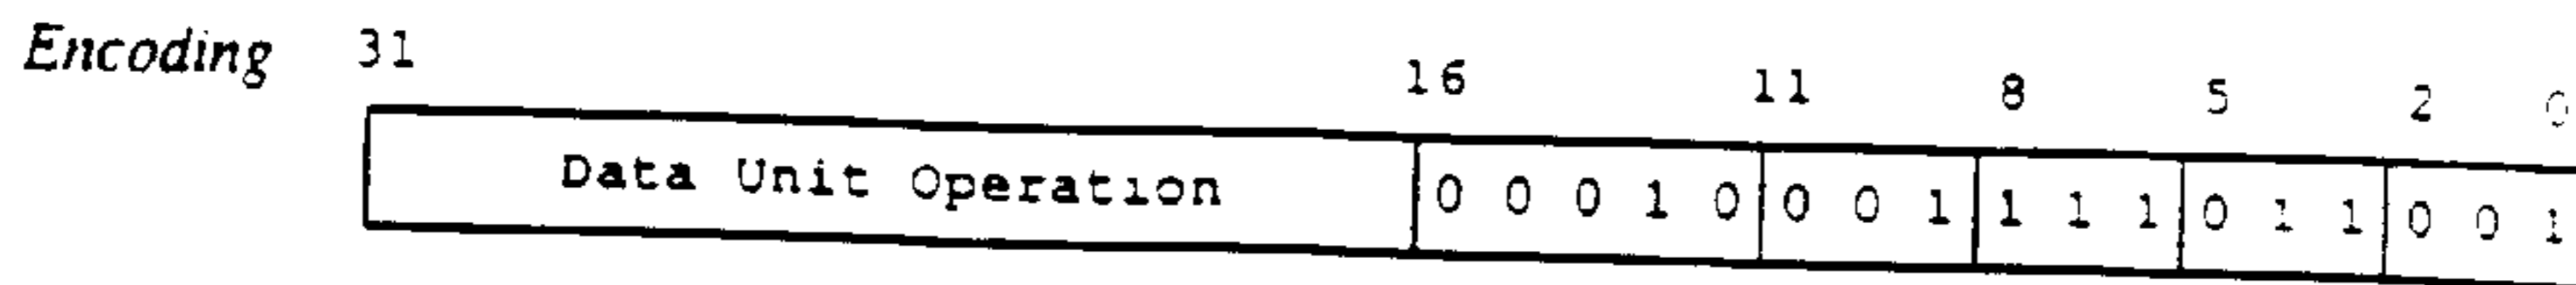 Encoding 31 16 11 8 5 2 0
Data Unit Operation 0 0 0 1 0 0 0 1 1 1 1 0 1 1 0 0 1